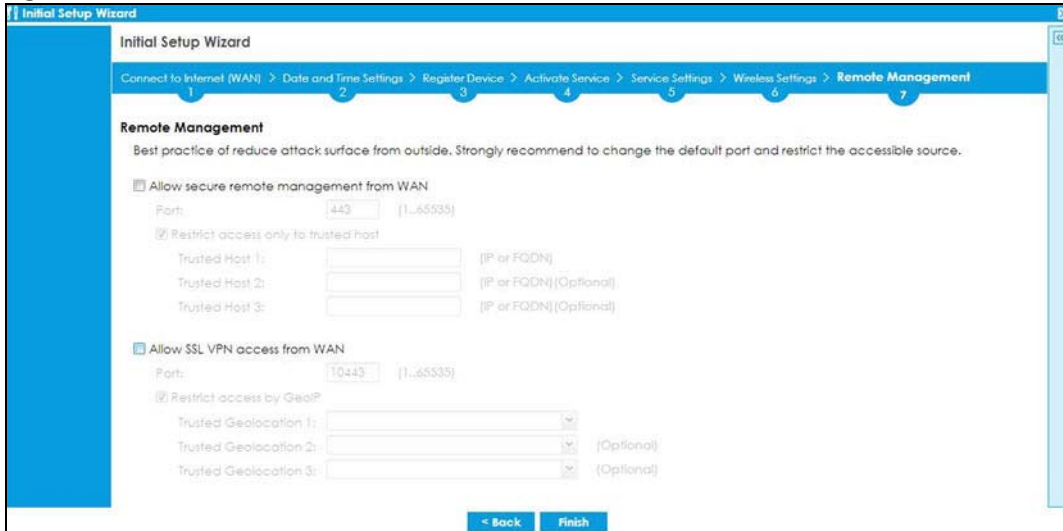 Initial Setup Wizard
Initial Setup Wizard
Connect to Internet (WAN) > Date and Time Settings > Register Device > Activate Service > Service Settings > Wireless Settings > Remote Management
1 2 3 4 5 6 7
Remote Management
Best practice of reduce attack surface from outside. Strongly recommend to change the default port and restrict the accessible source.
Allow secure remote management from WAN
Port: 443 (1..65535)
Restrict access only to trusted host
Trusted Host 1: (IP or FQDN)
Trusted Host 2: (IP or FQDN)(Optional)
Trusted Host 3: (IP or FQDN)(Optional)
Allow SSL VPN access from WAN
Port: 10443 (1..65535)
Restrict access by GeoIP
Trusted Geolocation 1:
Trusted Geolocation 2: (Optional)
Trusted Geolocation 3: (Optional)
< Back Finish